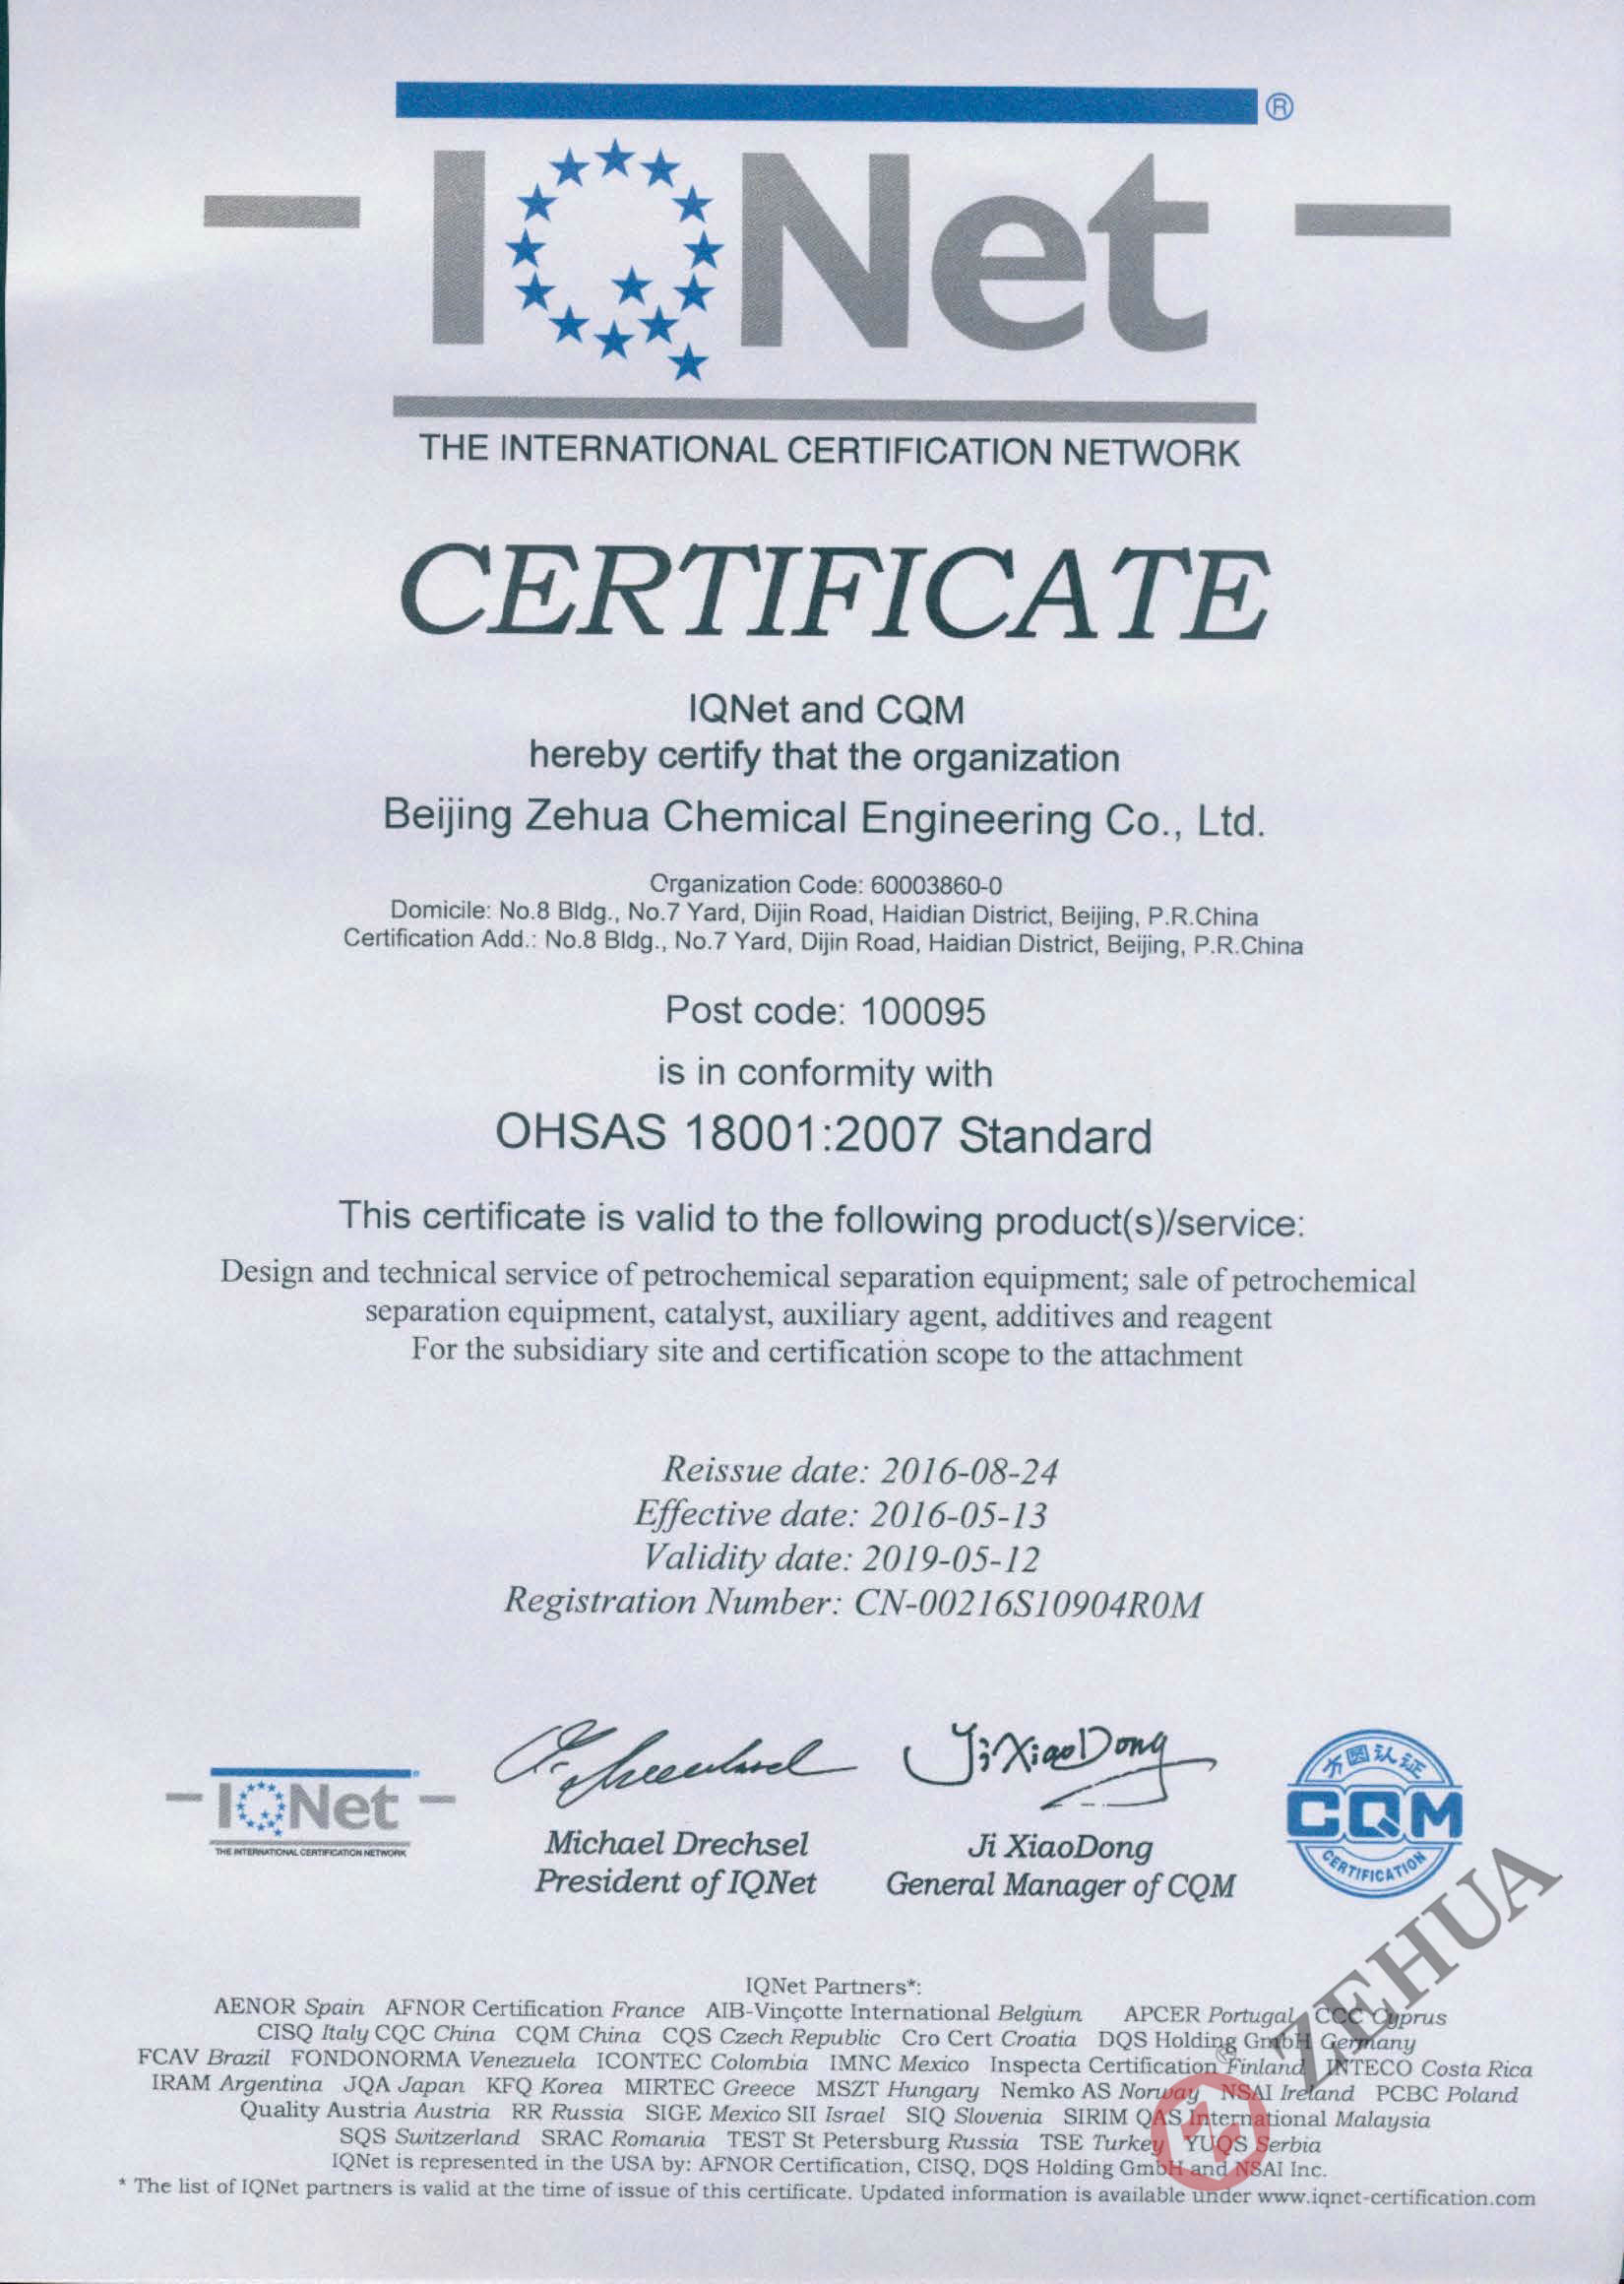 IQNet®
THE INTERNATIONAL CERTIFICATION NETWORK
CERTIFICATE
IQNet and CQM
hereby certify that the organization
Beijing Zehua Chemical Engineering Co., Ltd.
Organization Code: 60003860-0
Domicile: No.8 Bldg., No.7 Yard, Dijin Road, Haidian District, Beijing, P.R.China
Certification Add.: No.8 Bldg., No.7 Yard, Dijin Road, Haidian District, Beijing, P.R.China
Post code: 100095
is in conformity with
OHSAS 18001:2007 Standard
This certificate is valid to the following product(s)/service:
Design and technical service of petrochemical separation equipment; sale of petrochemical
separation equipment, catalyst, auxiliary agent, additives and reagent
For the subsidiary site and certification scope to the attachment
Reissue date: 2016-08-24
Effective date: 2016-05-13
Validity date: 2019-05-12
Registration Number: CN-00216S10904R0M
IQNet
THE INTERNATIONAL CERTIFICATION NETWORK
Ji XiaoDong
Michael Drechsel
President of IQNet
Ji XiaoDong
General Manager of CQM
方圆认证
CQM
CERTIFICATION
ZEHUA
IQNet Partners*:
AENOR Spain AFNOR Certification France AIB-Vinçotte International Belgium APCER Portugal CCC Cyprus
CISQ Italy CQC China CQM China CQS Czech Republic Cro Cert Croatia DQS Holding GmbH Germany
FCAV Brazil FONDONORMA Venezuela ICONTEC Colombia IMNC Mexico Inspecta Certification Finland INTECO Costa Rica
IRAM Argentina JQA Japan KFQ Korea MIRTEC Greece MSZT Hungary Nemko AS Norway NSAI Ireland PCBC Poland
Quality Austria Austria RR Russia SIGE Mexico SII Israel SIQ Slovenia SIRIM QAS International Malaysia
SQS Switzerland SRAC Romania TEST St Petersburg Russia TSE Turkey YUQS Serbia
IQNet is represented in the USA by: AFNOR Certification, CISQ, DQS Holding GmbH and NSAI Inc.
* The list of IQNet partners is valid at the time of issue of this certificate. Updated information is available under www.iqnet-certification.com